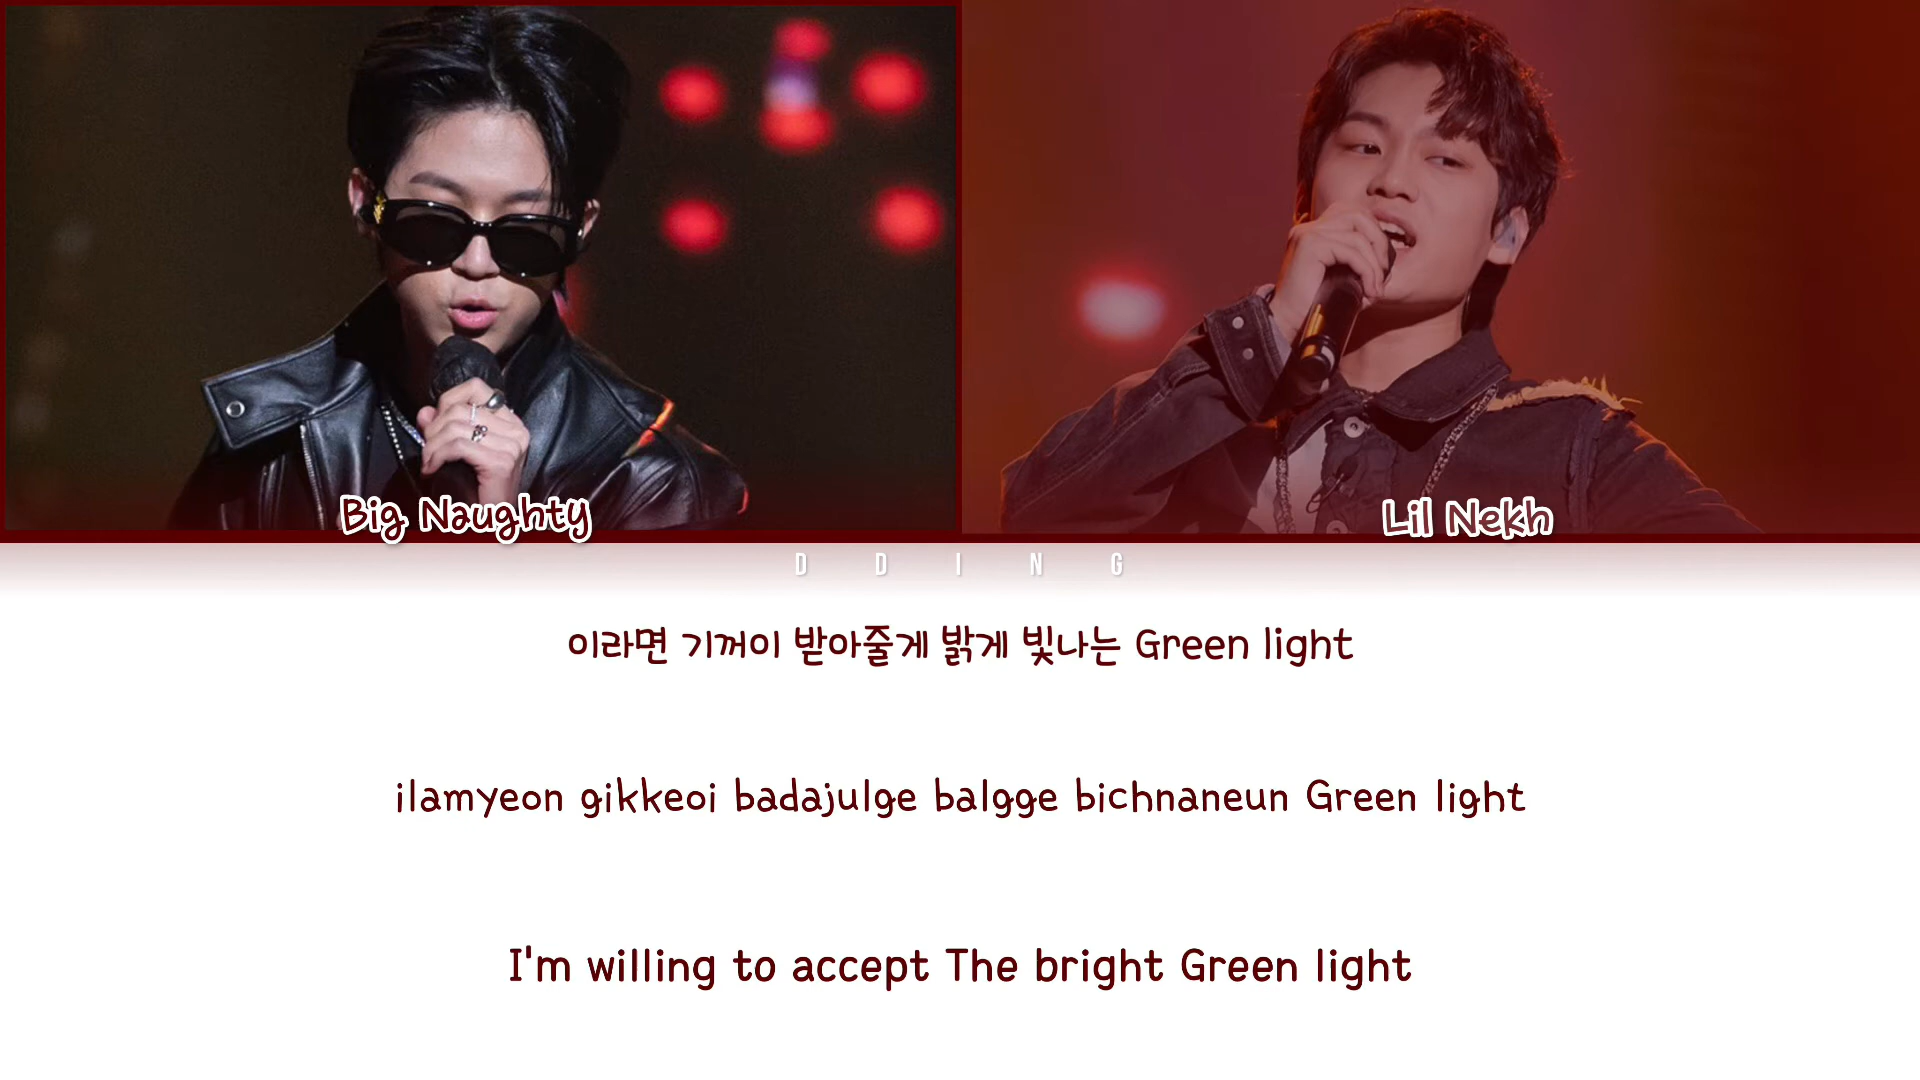 Big Naughty
Lil Nekh
DDING
이라면 기꺼이 받아줄게 밝게 빛나는 Green light
ilamyeon gikkeoi badajulge balgge bichnaneun Green light
I'm willing to accept The bright Green light